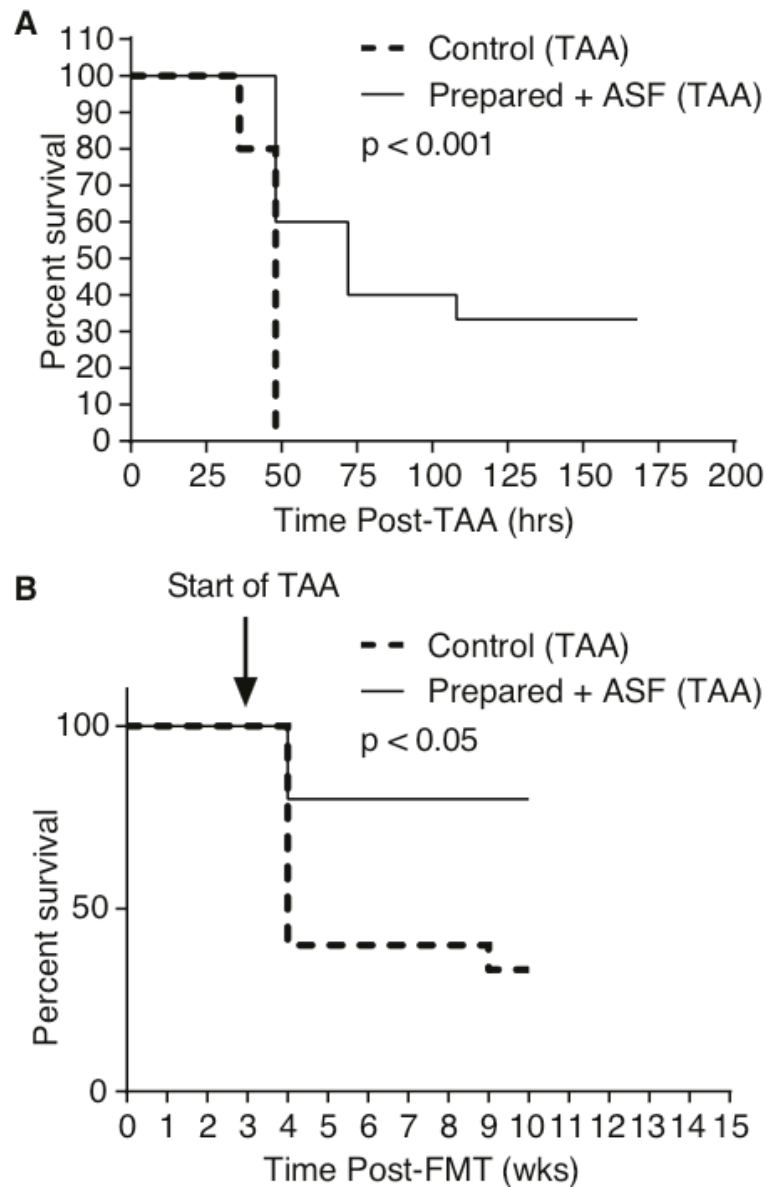 A
110
100
90
80
70
60
50
40
30
20
10
0
Percent survival
Control (TAA)
Prepared + ASF (TAA)
p < 0.001
0 25 50 75 100 125 150 175 200
Time Post-TAA (hrs)
B
Start of TAA
Control (TAA)
Prepared + ASF (TAA)
p < 0.05
100
50
0
Percent survival
0 1 2 3 4 5 6 7 8 9 10 11 12 13 14 15
Time Post-FMT (wks)